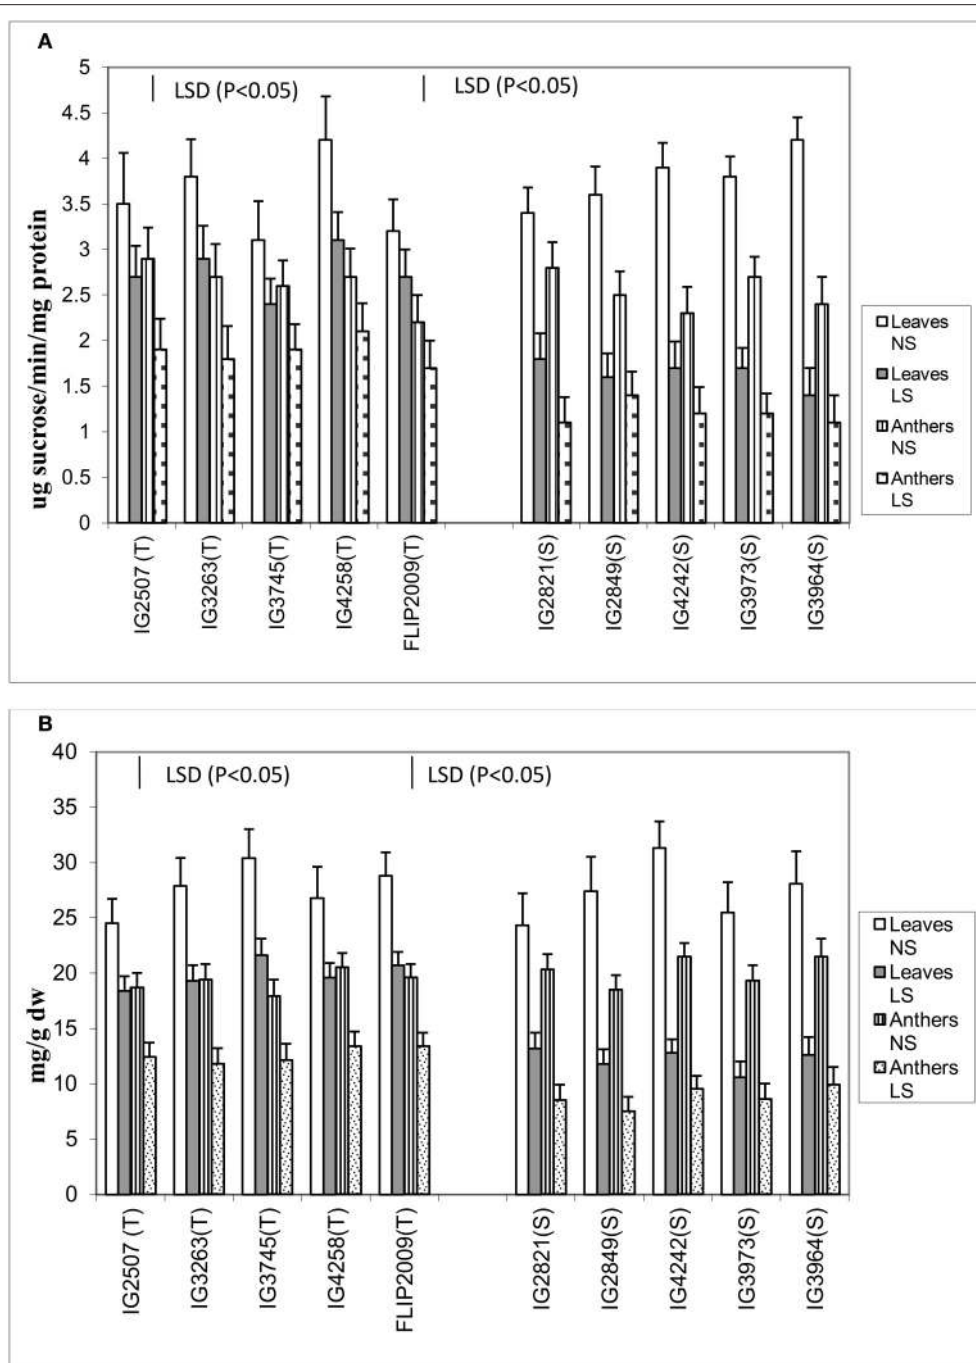 A
5
LSD (P<0.05)
LSD (P<0.05)
4.5
4
3.5
3
2.5
2
1.5
1
0.5
0
ug sucrose/min/mg protein
IG2507 (T)
IG3263(T)
IG3745(T)
IG4258(T)
FLIP2009(T)
IG2821(S)
IG2849(S)
IG4242(S)
IG3973(S)
IG3964(S)
Leaves
NS
Leaves
LS
Anthers
NS
Anthers
LS
B
40
LSD (P<0.05)
LSD (P<0.05)
35
30
25
20
15
10
5
0
mg/g dw
IG2507 (T)
IG3263(T)
IG3745(T)
IG4258(T)
FLIP2009(T)
IG2821(S)
IG2849(S)
IG4242(S)
IG3973(S)
IG3964(S)
Leaves
NS
Leaves
LS
Anthers
NS
Anthers
LS